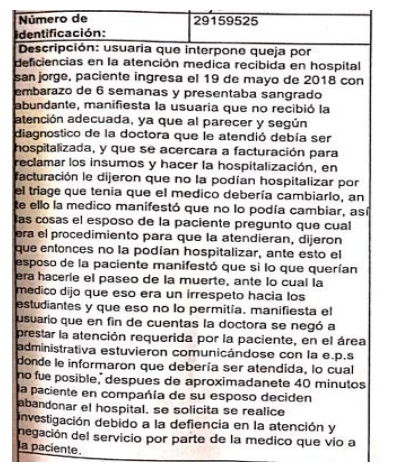 Número de
identificación:
29159525
Descripción: usuaria que interpone queja por
deficiencias en la atención medica recibida en hospital
san jorge, paciente ingresa el 19 de mayo de 2018 con
embarazo de 6 semanas y presentaba sangrado
abundante, manifiesta la usuaria que no recibió la
atención adecuada, ya que al parecer y según
diagnostico de la doctora que le atendió debía ser
hospitalizada, y que se acercara a facturación para
reclamar los insumos y hacer la hospitalización, en
facturación le dijeron que no la podían hospitalizar por
el triage que tenia que el medico debería cambiarlo, an
te ello la medico manifestó que no lo podía cambiar, así
las cosas el esposo de la paciente pregunto que cual
era el procedimiento para que la atendieran, dijeron
que entonces no la podían hospitalizar, ante esto el
esposo de la paciente manifestó que si lo que querían
era hacerle el paseo de la muerte, ante lo cual la
medico dijo que eso era un irrespeto hacia los
estudiantes y que eso no lo permitía. manifiesta el
usuario que en fin de cuentas la doctora se negó a
prestar la atención requerida por la paciente, en el área
administrativa estuvieron comunicándose con la e.p.s
donde le informaron que debería ser atendida, lo cual
no fue posible, despues de aproximadanete 40 minutos
la paciente en compañía de su esposo deciden
abandonar el hospital. se solicita se realice
investigación debido a la defiencia en la atención y
negación del servicio por parte de la medico que vio a
la paciente.